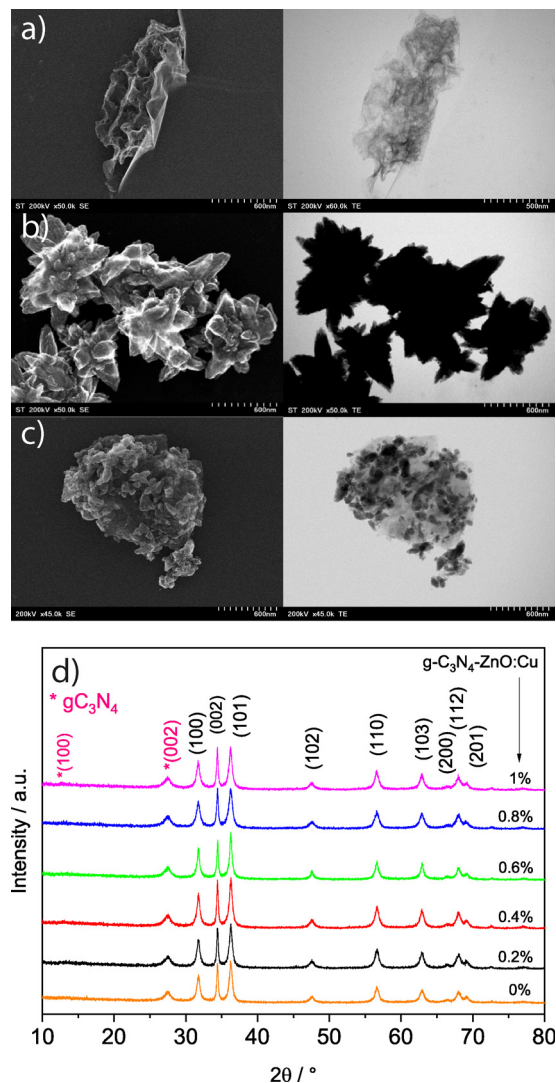 a)
ST 200kV x50.0k SE 600nm
ST 200kV x60.0k TE 500nm
b)
ST 200kV x50.0k SE 600nm
ST 200kV x50.0k TE 600nm
c)
200kV x45.0k SE 600nm
200kV x45.0k TE 600nm
d)
* gC₃N₄
g-C₃N₄-ZnO:Cu
*(100)
*(002)
(100)
(002)
(101)
(102)
(110)
(103)
(200)
(112)
(201)
1%
0.8%
0.6%
0.4%
0.2%
0%
Intensity / a.u.
10 20 30 40 50 60 70 80
2θ / °